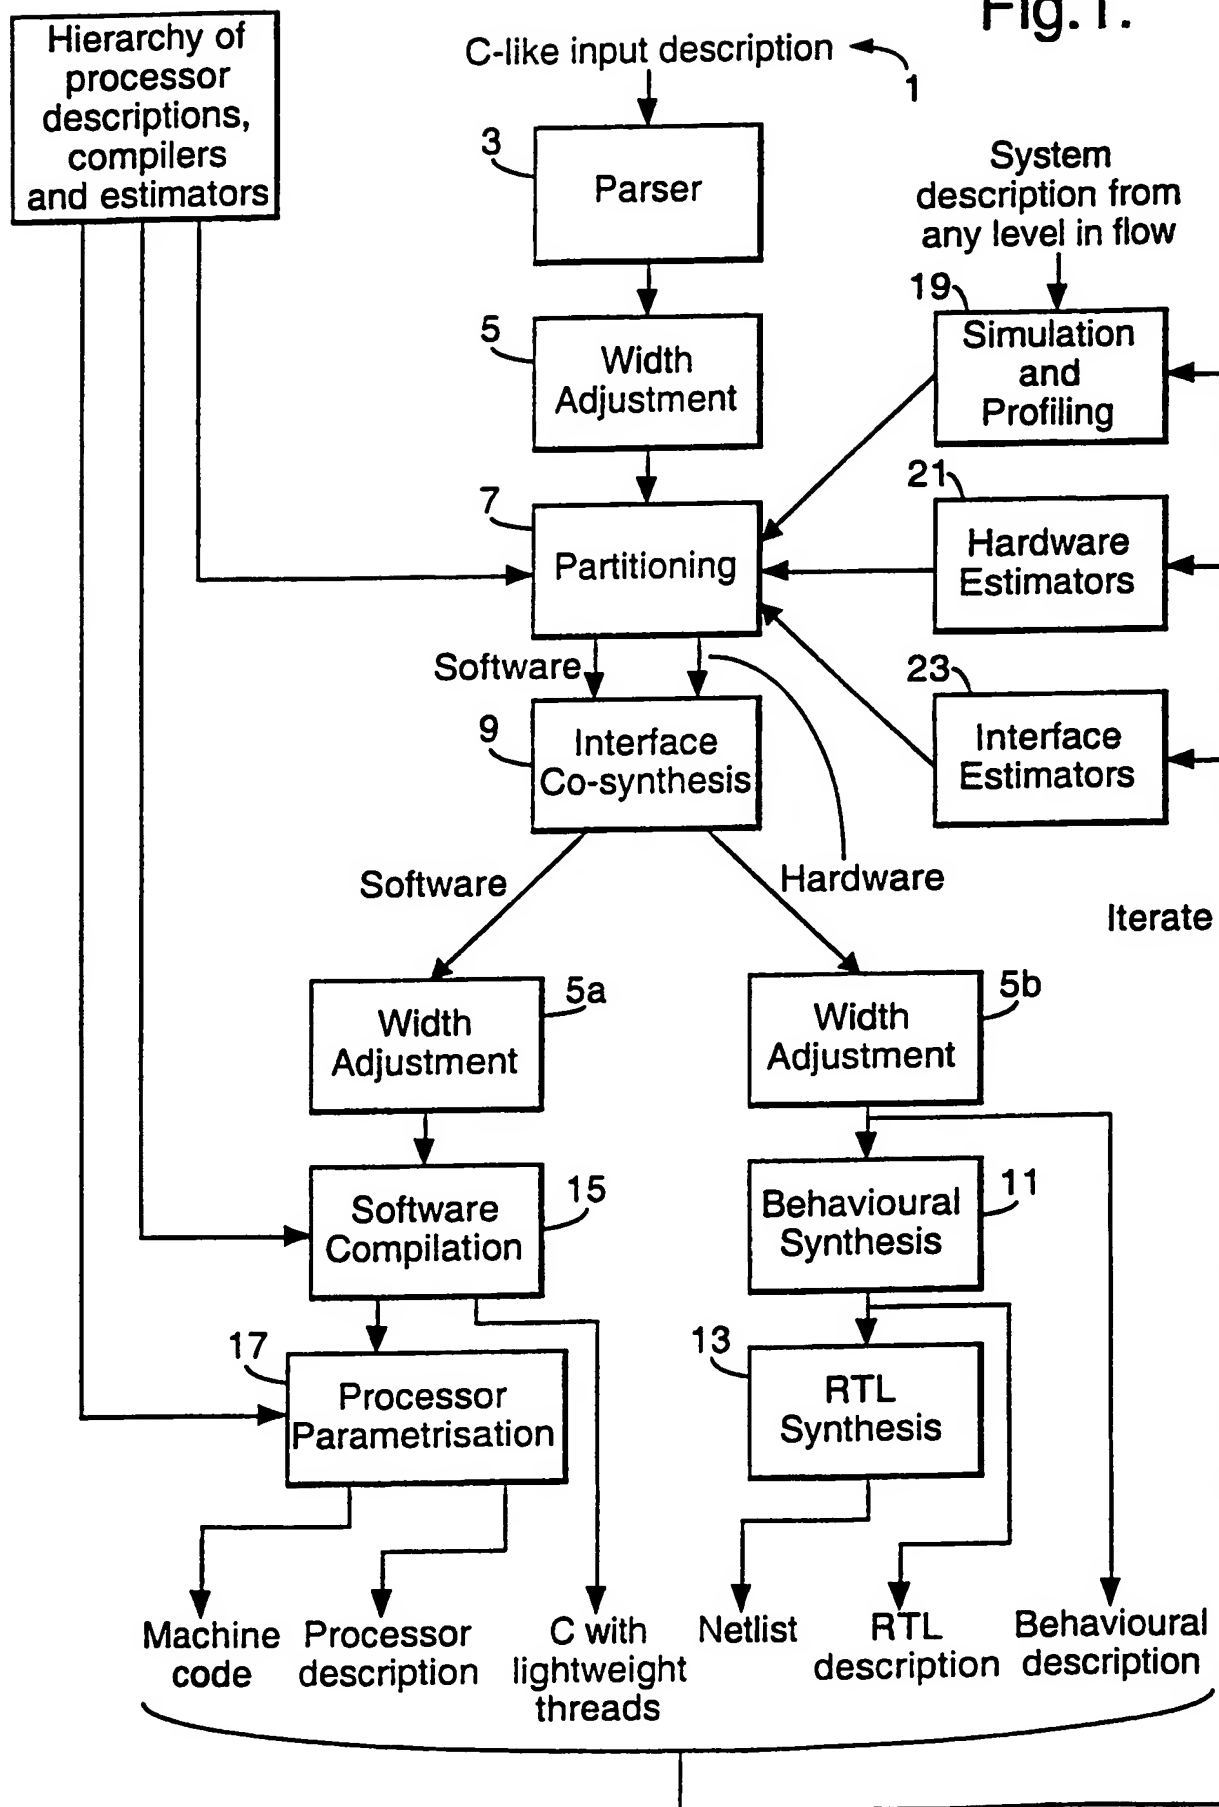 Fig.1.
Hierarchy of
processor
descriptions,
compilers
and estimators
C-like input description
1
3
Parser
System
description from
any level in flow
19
Simulation
and
Profiling
5
Width
Adjustment
7
Partitioning
21
Hardware
Estimators
Software
23
Interface
Estimators
9
Interface
Co-synthesis
Software
Hardware
Iterate
5a
Width
Adjustment
5b
Width
Adjustment
15
Software
Compilation
11
Behavioural
Synthesis
17
Processor
Parametrisation
13
RTL
Synthesis
Machine
code
Processor
description
C with
lightweight
threads
Netlist
RTL
description
Behavioural
description